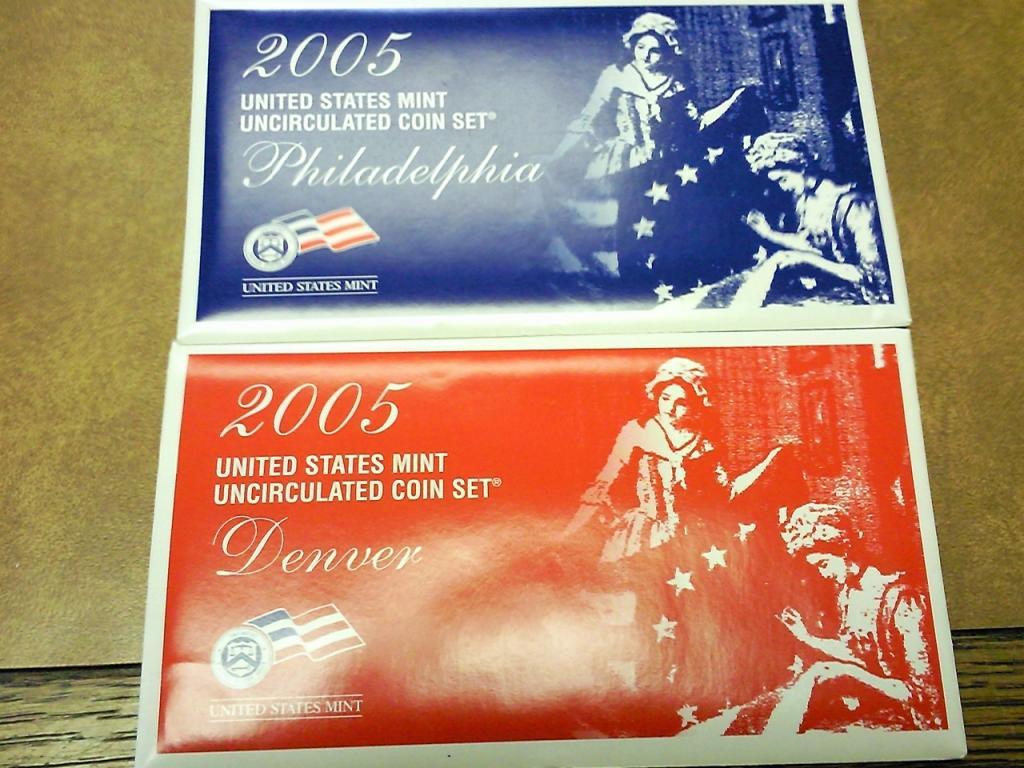 2005
UNITED STATES MINT
UNCIRCULATED COIN SET®
Philadelphia
UNITED STATES MINT
2005
UNITED STATES MINT
UNCIRCULATED COIN SET®
Denver
UNITED STATES MINT